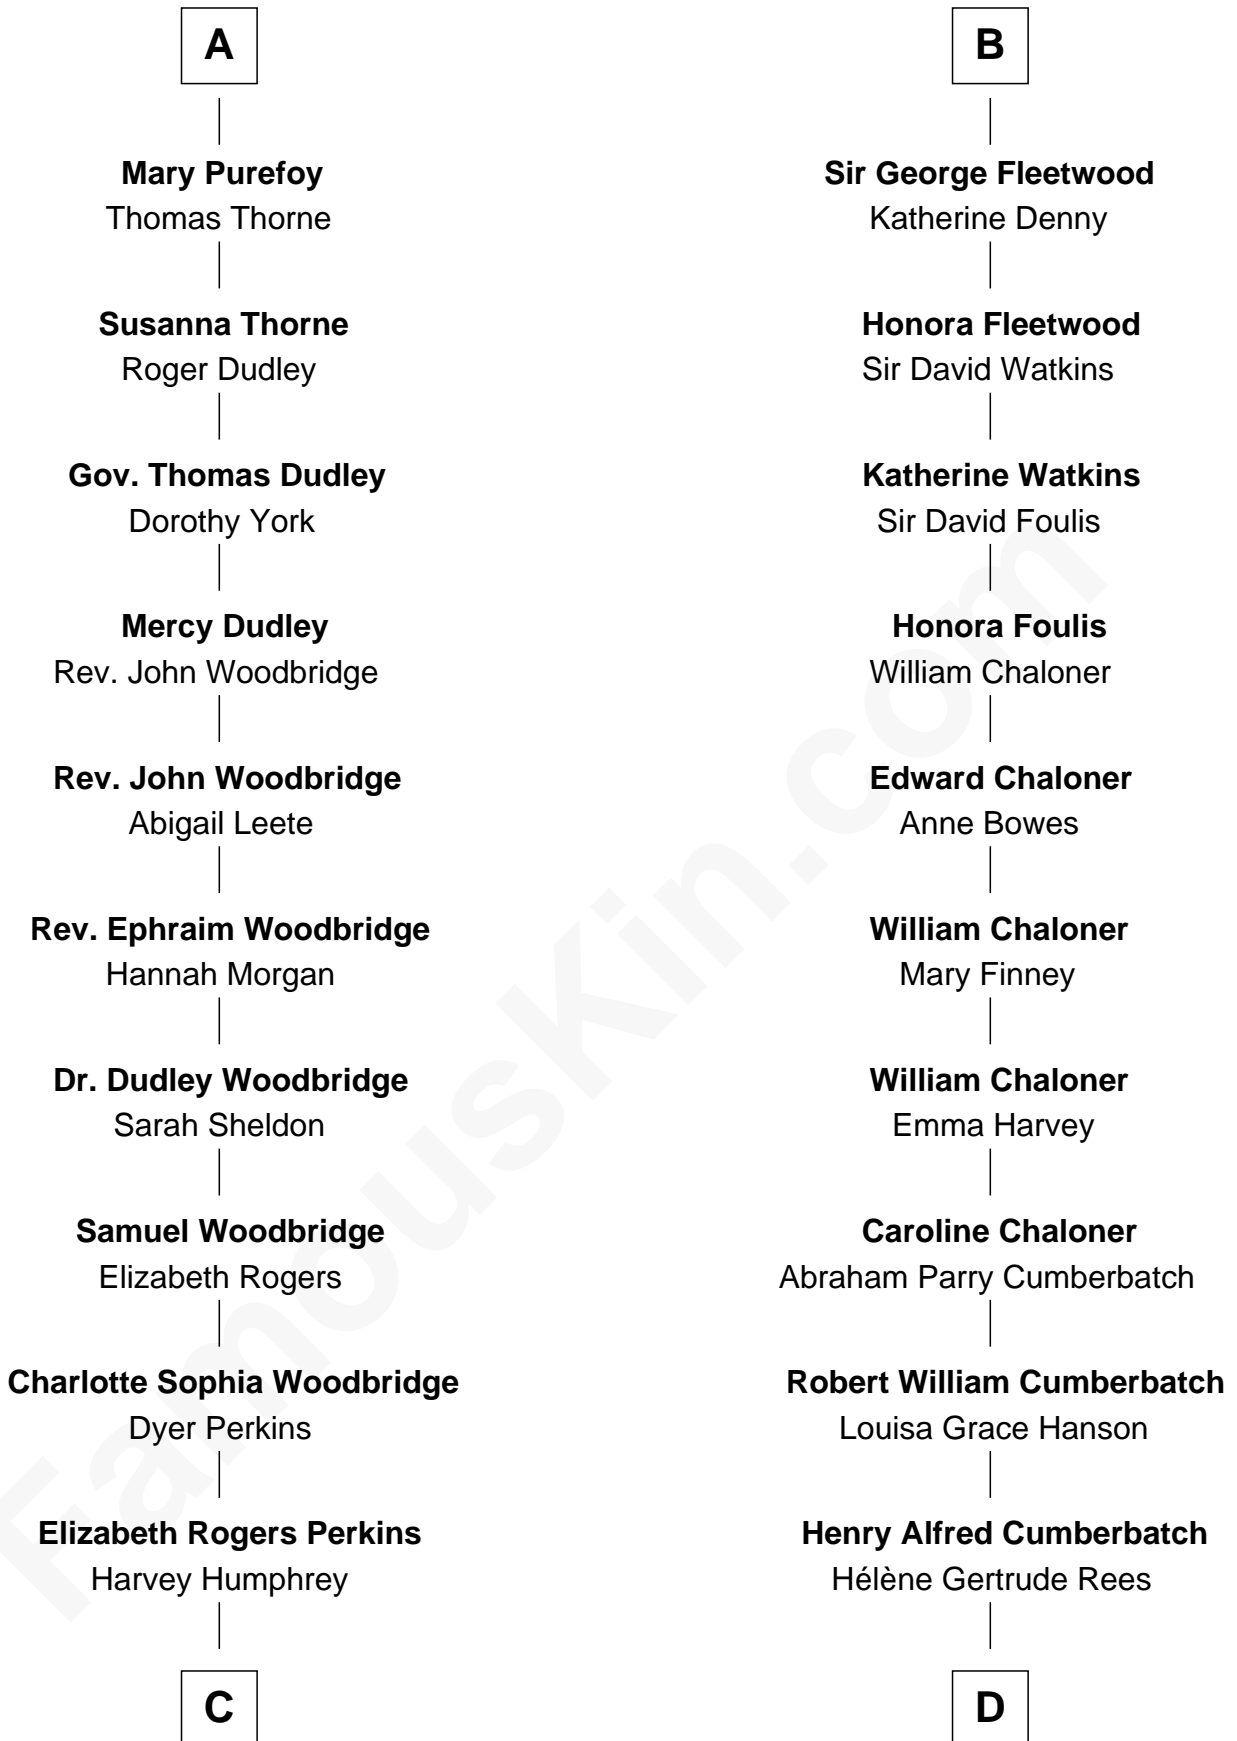 A
Mary Purefoy
Thomas Thorne
Susanna Thorne
Roger Dudley
Gov. Thomas Dudley
Dorothy York
Mercy Dudley
Rev. John Woodbridge
Rev. John Woodbridge
Abigail Leete
Rev. Ephraim Woodbridge
Hannah Morgan
Dr. Dudley Woodbridge
Sarah Sheldon
Samuel Woodbridge
Elizabeth Rogers
Charlotte Sophia Woodbridge
Dyer Perkins
Elizabeth Rogers Perkins
Harvey Humphrey
C
B
Sir George Fleetwood
Katherine Denny
Honora Fleetwood
Sir David Watkins
Katherine Watkins
Sir David Foulis
Honora Foulis
William Chaloner
Edward Chaloner
Anne Bowes
William Chaloner
Mary Finney
William Chaloner
Emma Harvey
Caroline Chaloner
Abraham Parry Cumberbatch
Robert William Cumberbatch
Louisa Grace Hanson
Henry Alfred Cumberbatch
Hélène Gertrude Rees
D
FamousKin.com